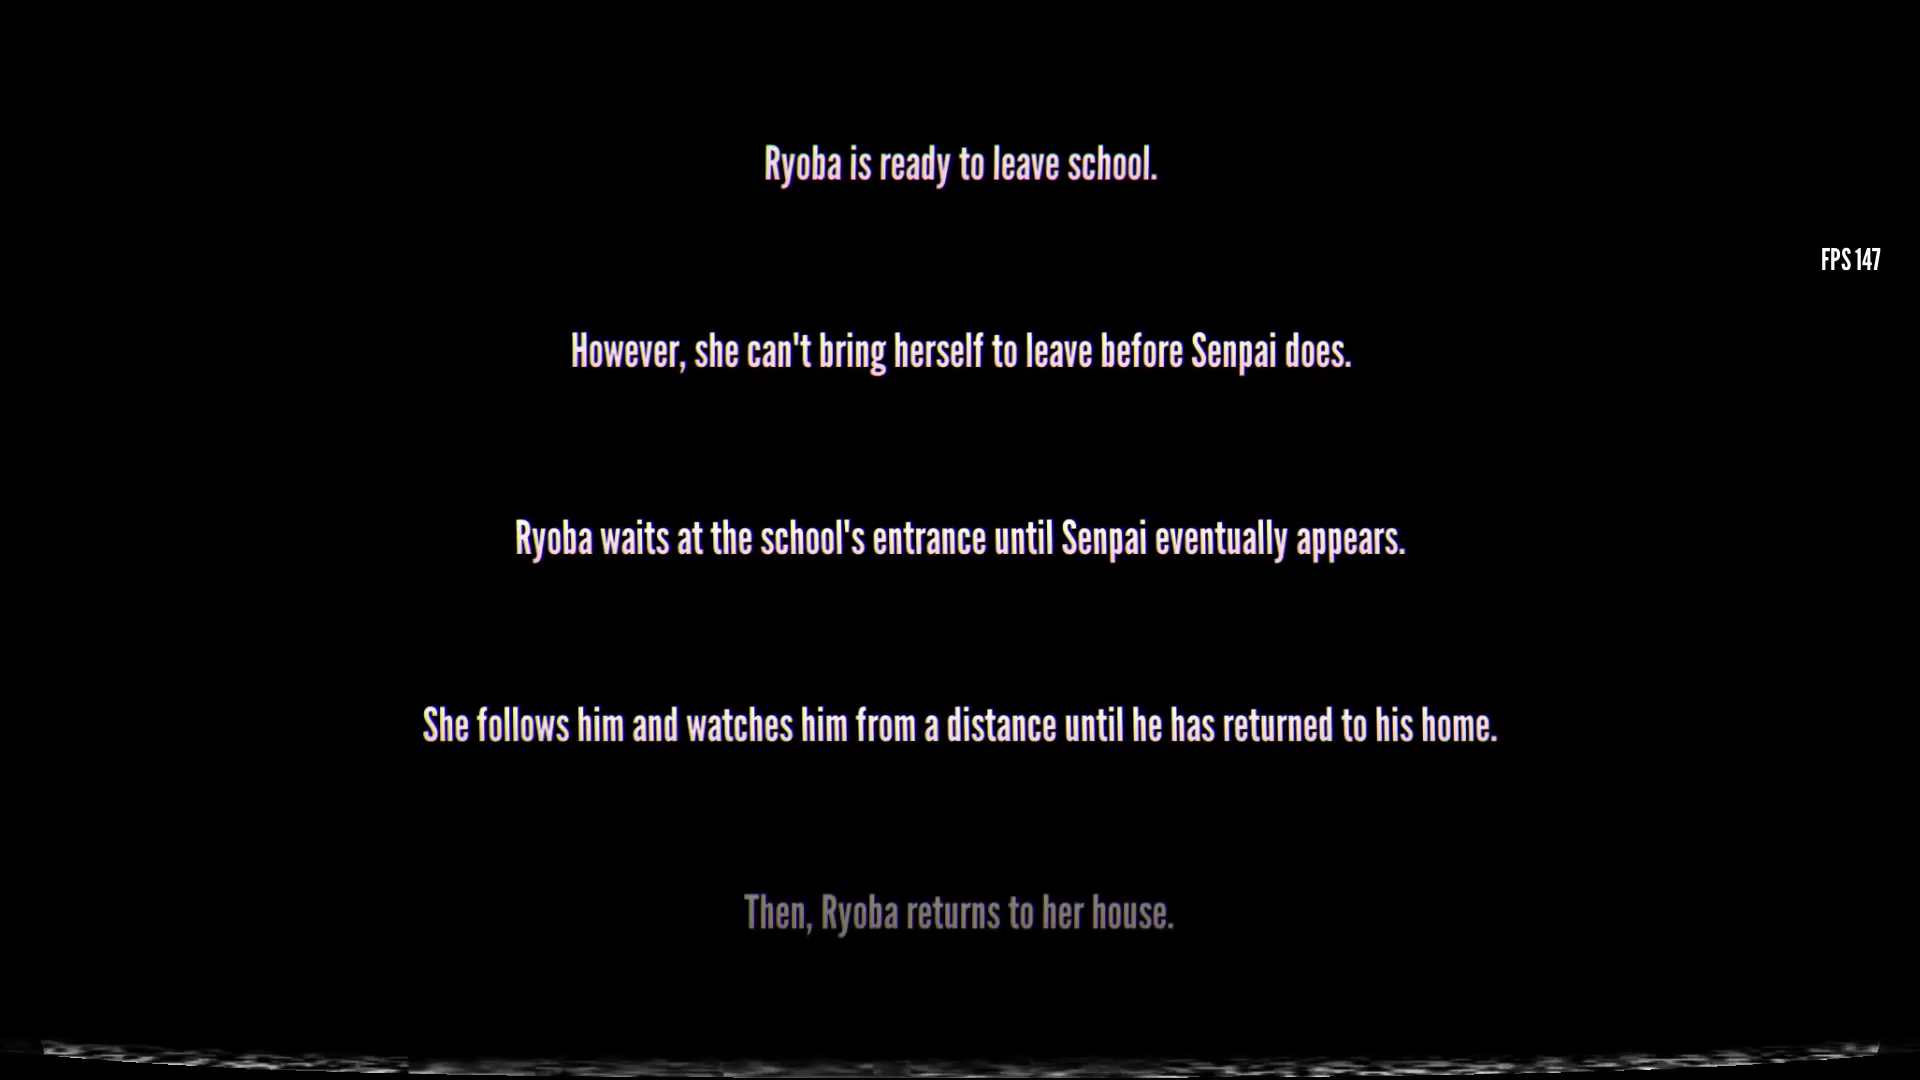 Ryoba is ready to leave school.
FPS 147
However, she can't bring herself to leave before Senpai does.
Ryoba waits at the school's entrance until Senpai eventually appears.
She follows him and watches him from a distance until he has returned to his home.
Then, Ryoba returns to her house.